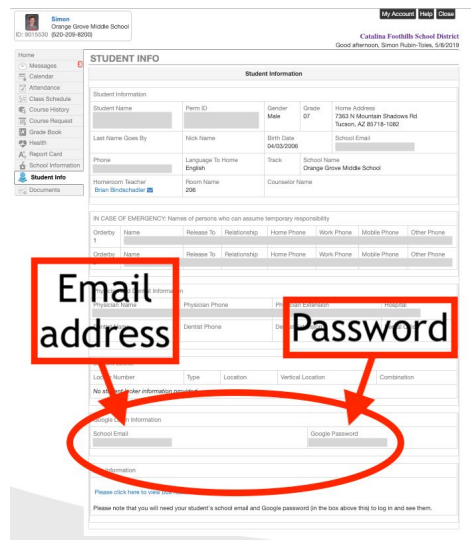 My Account Help Close
Simon
Orange Grove Middle School
ID: 9015530 (520-209-8200)
Catalina Foothills School District
Good afternoon, Simon Rubin-Toles, 5/8/2019
Home
Messages
Calendar
Attendance
Class Schedule
Course History
Course Request
Grade Book
Health
Report Card
School Information
Student Info
Documents
STUDENT INFO
Student Information
Student Information
Student Name Perm ID Gender Grade Home Address
Male 07 7363 N Mountain Shadows Rd
Tucson, AZ 85718-1082
Last Name Goes By Nick Name Birth Date School Email
04/03/2006
Phone Language To Home Track School Name
English Orange Grove Middle School
Homeroom Teacher Room Name Counselor Name
Brian Bindschadler 206
IN CASE OF EMERGENCY: Names of persons who can assume temporary responsibility
Orderby Name Release To Relationship Home Phone Work Phone Mobile Phone Other Phone
1
Orderby Name Release To Relationship Home Phone Work Phone Mobile Phone Other Phone
Email address
Password
Physician Name Physician Phone Physician Extension Hospital
Dentist Phone
Number Type Location Vertical Location Combination
No student locker information
Information
School Email Google Password
Information
Please click here to view
Please note that you will need your student's school email and Google password (in the box above this) to log in and see them.